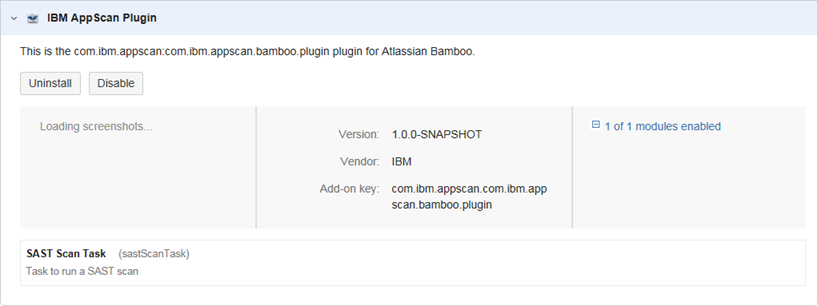 IBM AppScan Plugin
This is the com.ibm.appscan:com.ibm.appscan.bamboo.plugin plugin for Atlassian Bamboo.
Uninstall Disable
Loading screenshots...
Version: 1.0.0-SNAPSHOT
Vendor: IBM
Add-on key: com.ibm.appscan.com.ibm.app
scan.bamboo.plugin
1 of 1 modules enabled
SAST Scan Task (sastScanTask)
Task to run a SAST scan